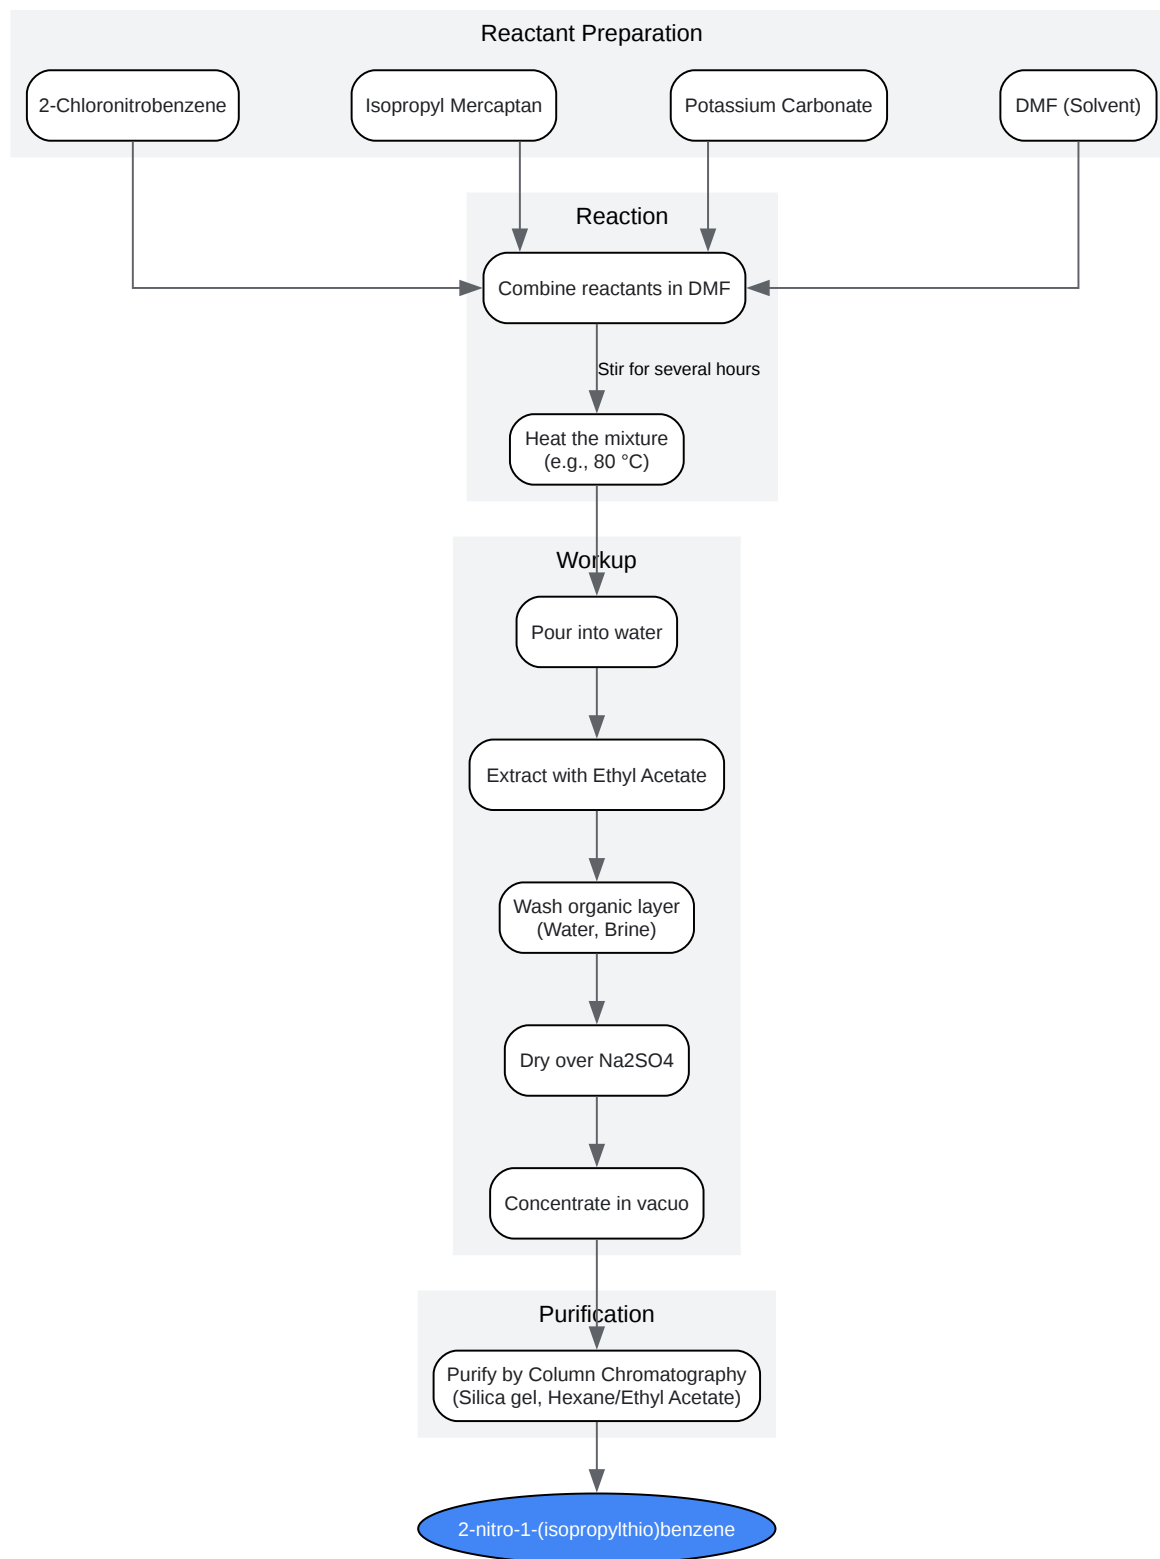 Reactant Preparation
2-Chloronitrobenzene
Isopropyl Mercaptan
Potassium Carbonate
DMF (Solvent)
Reaction
Combine reactants in DMF
Stir for several hours
Heat the mixture
(e.g., 80 °C)
Workup
Pour into water
Extract with Ethyl Acetate
Wash organic layer
(Water, Brine)
Dry over Na2SO4
Concentrate in vacuo
Purification
Purify by Column Chromatography
(Silica gel, Hexane/Ethyl Acetate)
2-nitro-1-(isopropylthio)benzene